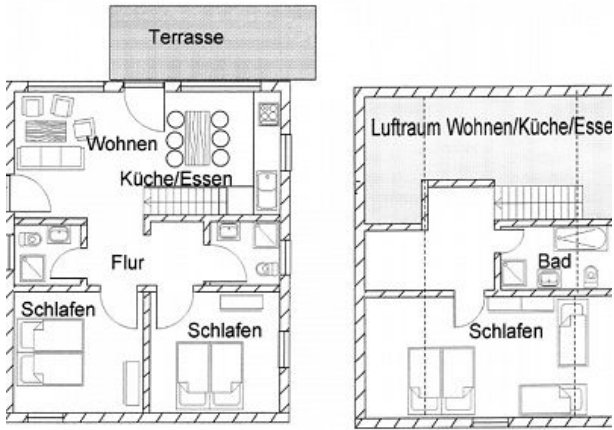 Terrasse
Wohnen
Küche/Essen
Flur
Schlafen
Schlafen
Luftraum Wohnen/Küche/Esse
Bad
Schlafen